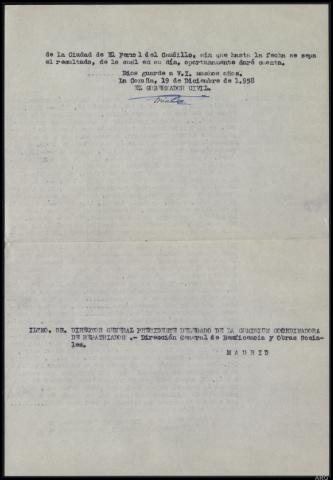 de la Ciudad de El Ferrol del Caudillo, sin que hasta la fecha se sepa
el resultado, de lo cual en su día, oportunamente daré cuenta.
Dios guarde a V.I. muchos años.
La Coruña, 19 de Diciembre de 1.958
EL GOBERNADOR CIVIL.
ILTMO. SR. DIRECTOR GENERAL PRESIDENTE DELEGADO DE LA COMISION COORDINADORA
DE REPATRIADOS .- Dirección General de Beneficencia y Obras Socia-
les.
M A D R I D